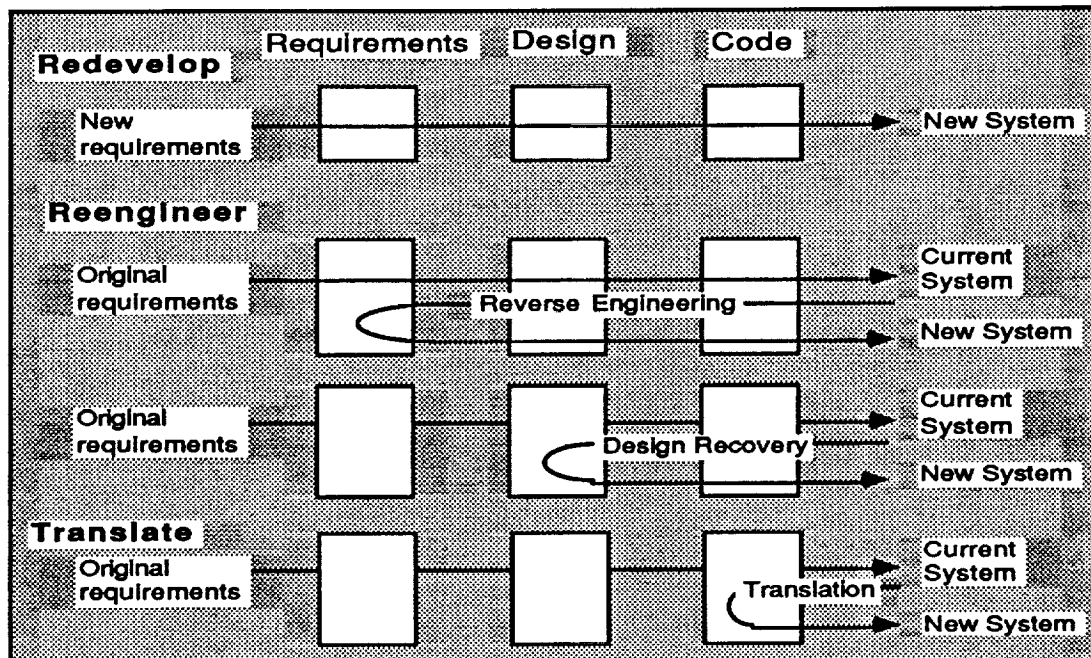 Requirements Design Code
Redevelop
New
requirements
New System
Reengineer
Original
requirements
Current
System
Reverse Engineering
New System
Original
requirements
Current
System
Design Recovery
New System
Translate
Original
requirements
Current
System
Translation
New System